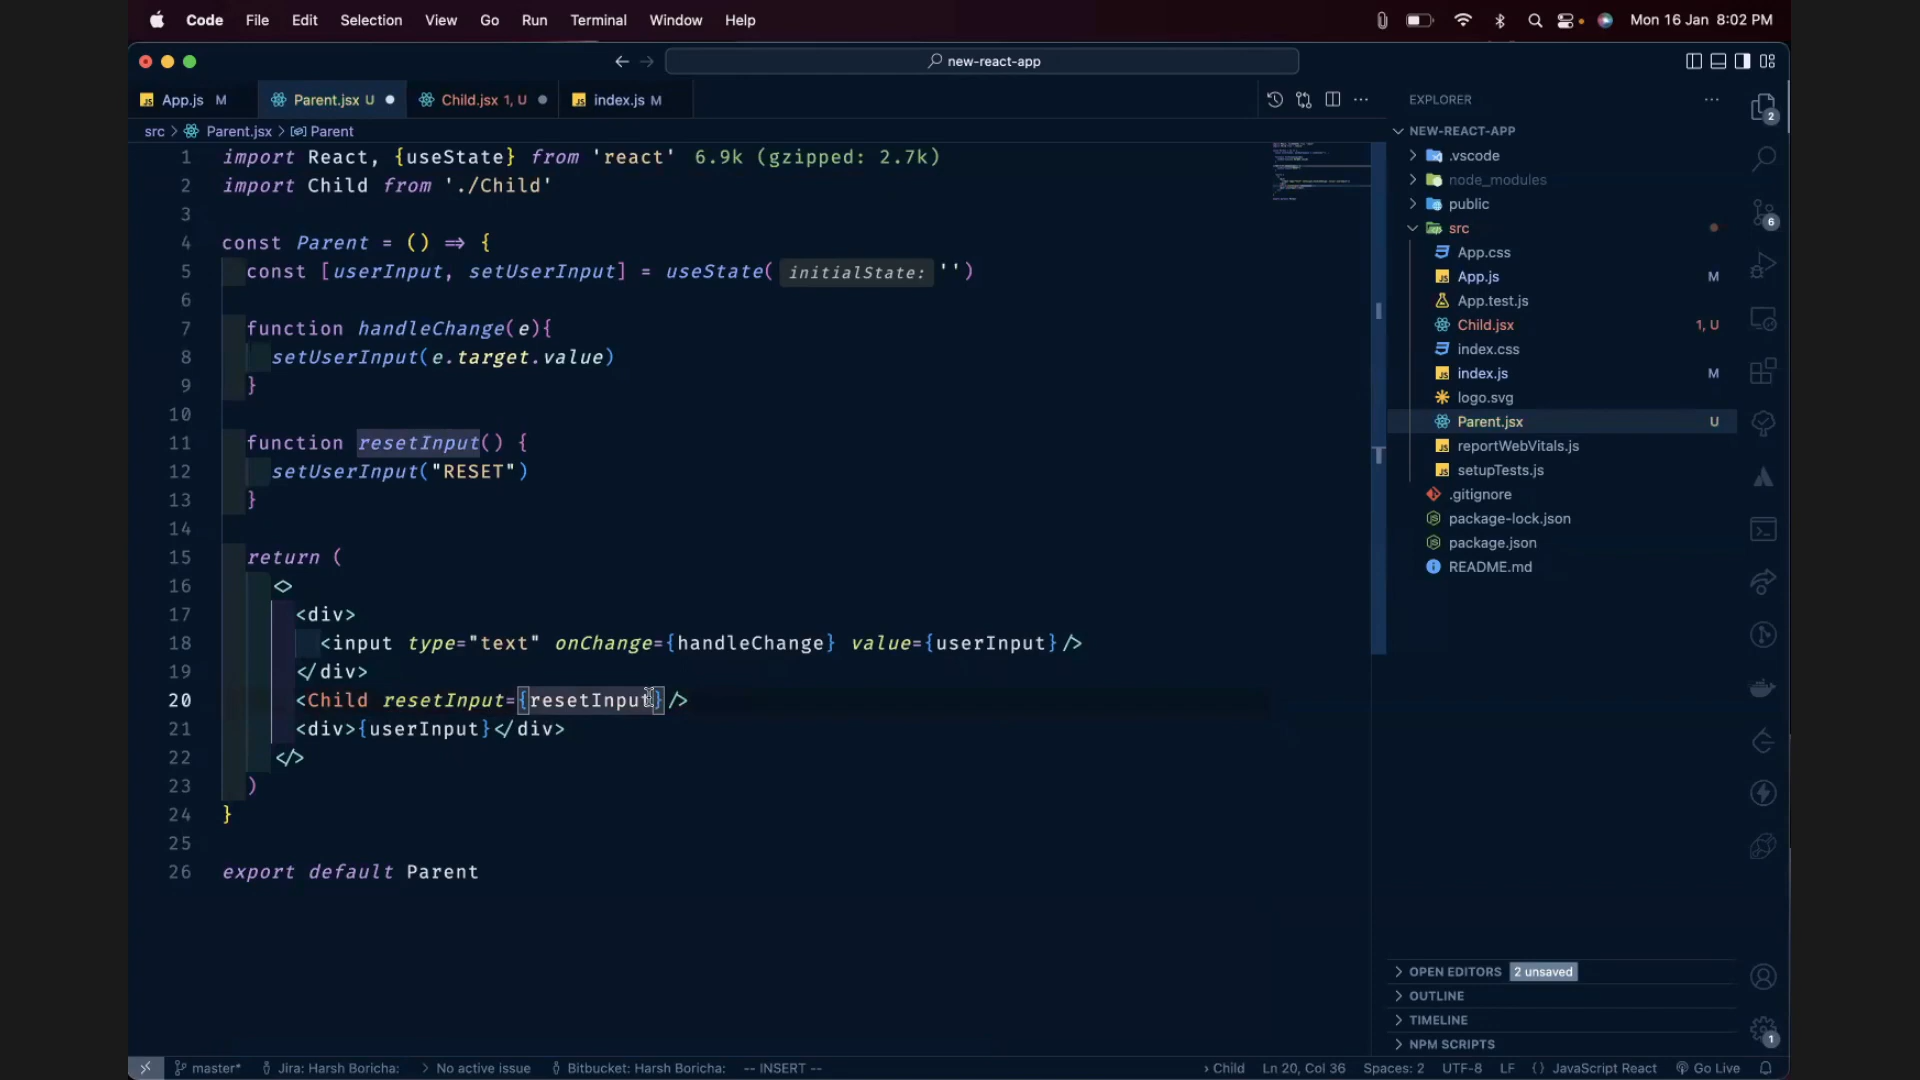 Code File Edit Selection View Go Run Terminal Window Help Mon 16 Jan 8:02 PM
new-react-app
App.js M Parent.jsx U Child.jsx 1, U index.js M
src > Parent.jsx > Parent
1 import React, {useState} from 'react' 6.9k (gzipped: 2.7k)
2 import Child from './Child'
3
4 const Parent = () => {
5 const [userInput, setUserInput] = useState( initialState: '')
6
7 function handleChange(e){
8 setUserInput(e.target.value)
9 }
10
11 function resetInput() {
12 setUserInput("RESET")
13 }
14
15 return (
16 <>
17 <div>
18 <input type="text" onChange={handleChange} value={userInput}/>
19 </div>
20 <Child resetInput={resetInput}/>
21 <div>{userInput}</div>
22 </>
23 )
24 }
25
26 export default Parent
EXPLORER
NEW-REACT-APP
.vscode
node_modules
public
src
App.css
App.js M
App.test.js
Child.jsx 1, U
index.css
index.js M
logo.svg
Parent.jsx U
reportWebVitals.js
setupTests.js
.gitignore
package-lock.json
package.json
README.md
OPEN EDITORS 2 unsaved
OUTLINE
TIMELINE
NPM SCRIPTS
2
6
1
master* Jira: Harsh Boricha: > No active issue Bitbucket: Harsh Boricha: -- INSERT -- › Child Ln 20, Col 36 Spaces: 2 UTF-8 LF {} JavaScript React Go Live